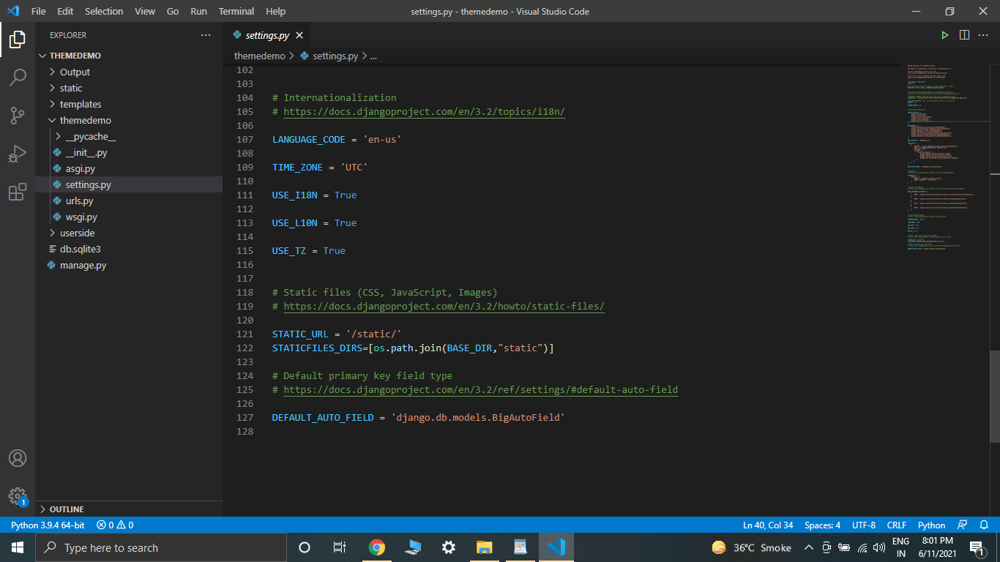 File Edit Selection View Go Run Terminal Help
settings.py - themedemo - Visual Studio Code
EXPLORER
THEMEDEMO
Output
static
templates
themedemo
__pycache__
__init__.py
asgi.py
settings.py
urls.py
wsgi.py
userside
db.sqlite3
manage.py
OUTLINE
1
settings.py
themedemo > settings.py > ...
102
103
104 # Internationalization
105 # https://docs.djangoproject.com/en/3.2/topics/i18n/
106
107 LANGUAGE_CODE = 'en-us'
108
109 TIME_ZONE = 'UTC'
110
111 USE_I18N = True
112
113 USE_L10N = True
114
115 USE_TZ = True
116
117
118 # Static files (CSS, JavaScript, Images)
119 # https://docs.djangoproject.com/en/3.2/howto/static-files/
120
121 STATIC_URL = '/static/'
122 STATICFILES_DIRS=[os.path.join(BASE_DIR,"static")]
123
124 # Default primary key field type
125 # https://docs.djangoproject.com/en/3.2/ref/settings/#default-auto-field
126
127 DEFAULT_AUTO_FIELD = 'django.db.models.BigAutoField'
128
Python 3.9.4 64-bit 0 0 Ln 40, Col 34 Spaces: 4 UTF-8 CRLF Python
Type here to search
36°C Smoke
ENG
IN
8:01 PM
6/11/2021
1